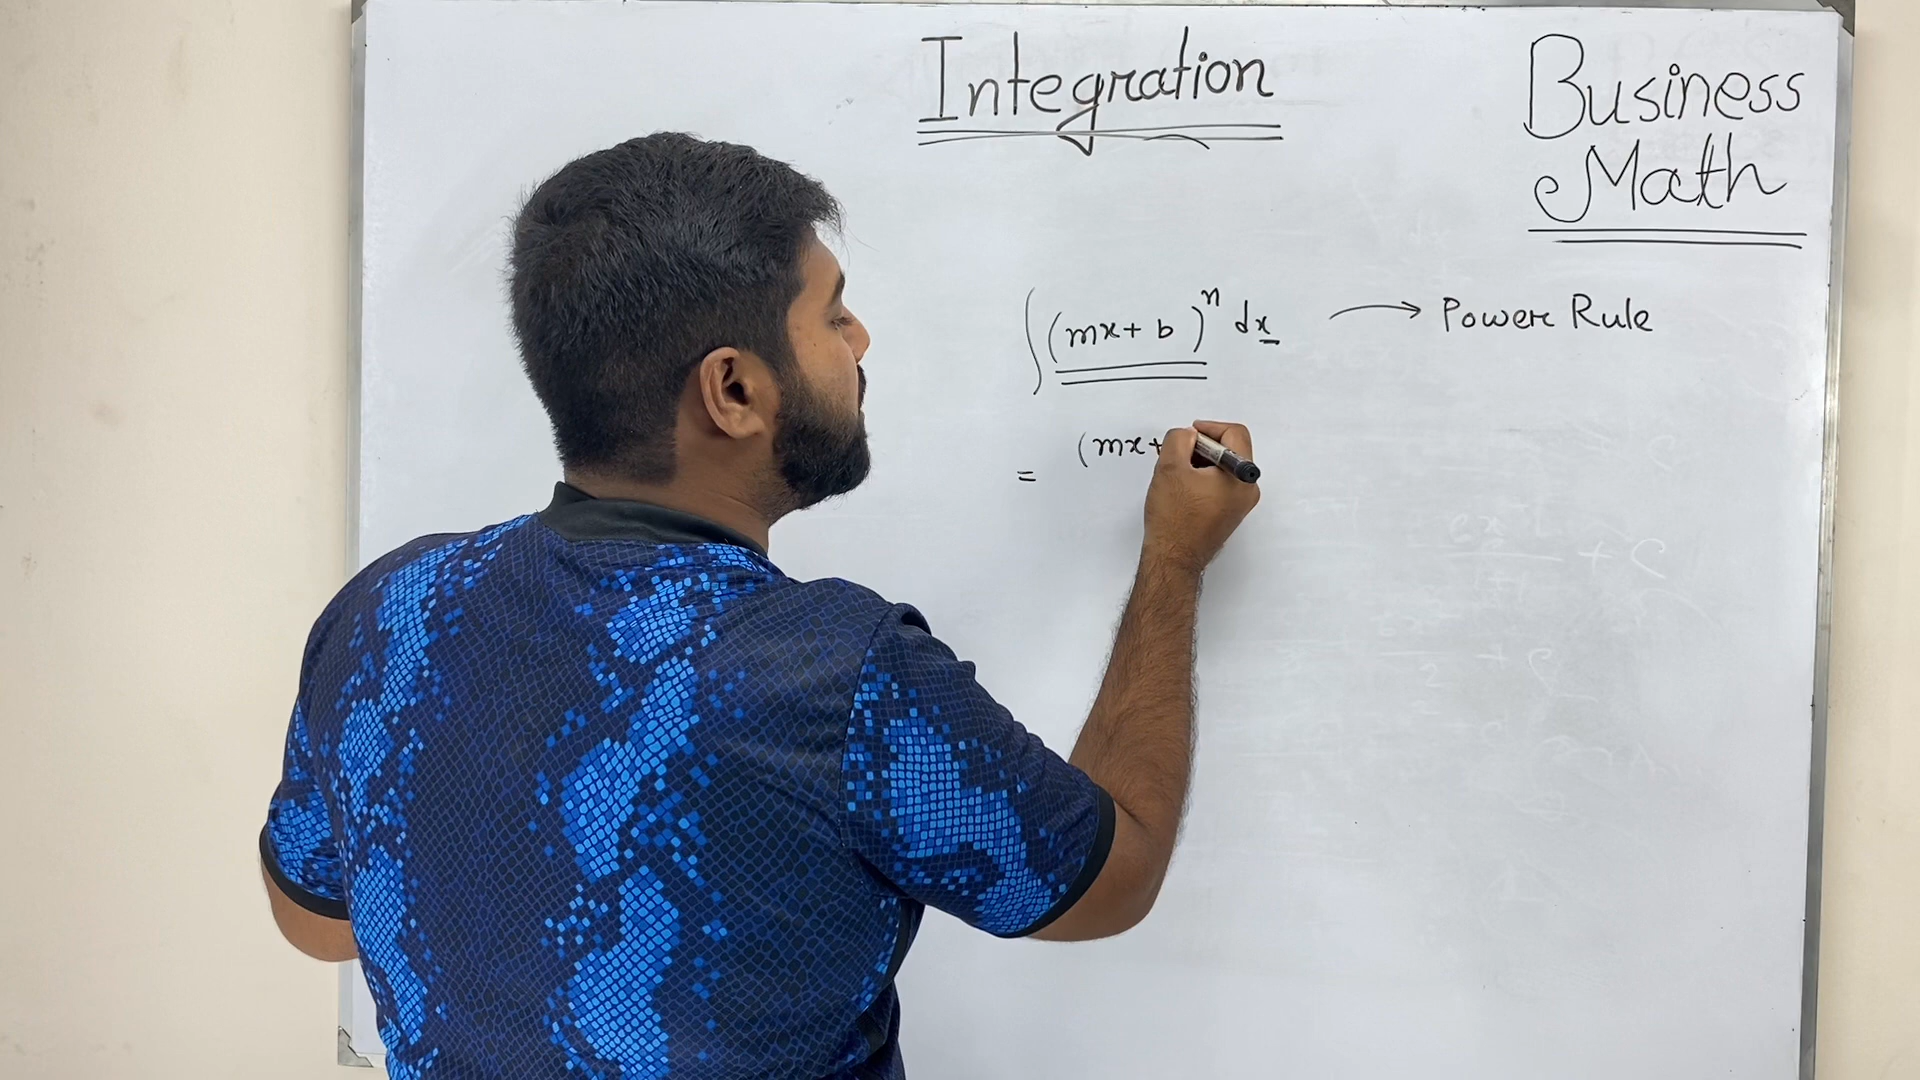 Integration
Business
Math
∫(mx+ b)ⁿ dx → Power Rule
= (mx+